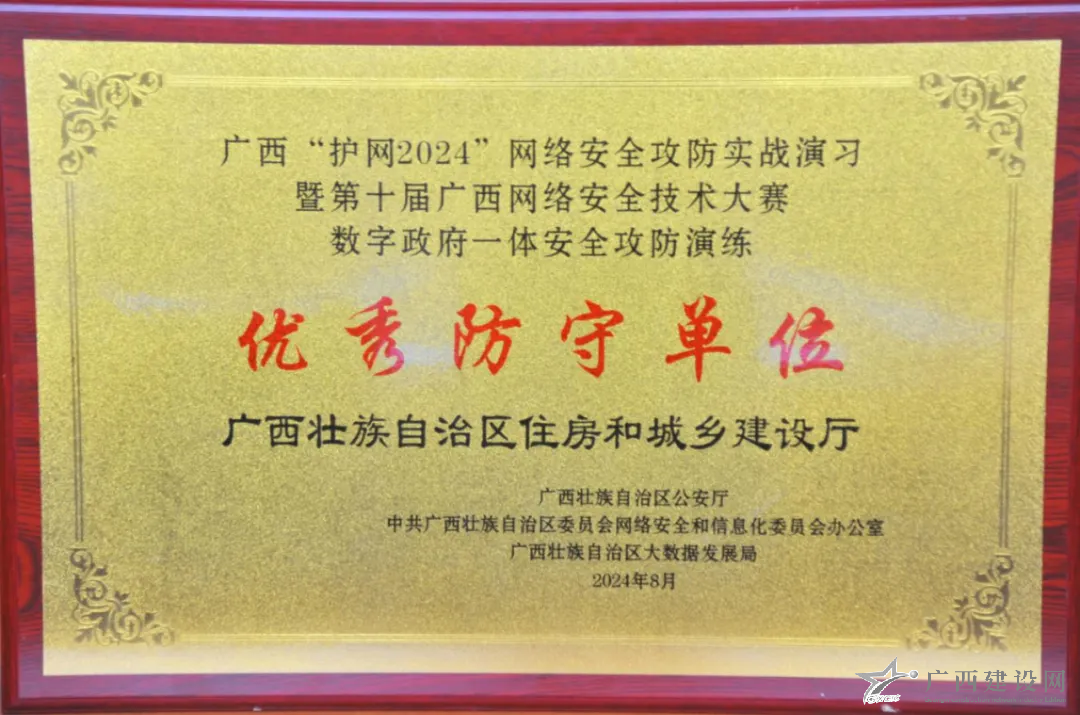 广西“护网2024”网络安全攻防实战演习
暨第十届广西网络安全技术大赛
数字政府一体安全攻防演练
优秀防守单位
广西壮族自治区住房和城乡建设厅
广西壮族自治区公安厅
中共广西壮族自治区委员会网络安全和信息化委员会办公室
广西壮族自治区大数据发展局
2024年8月
广西建设网